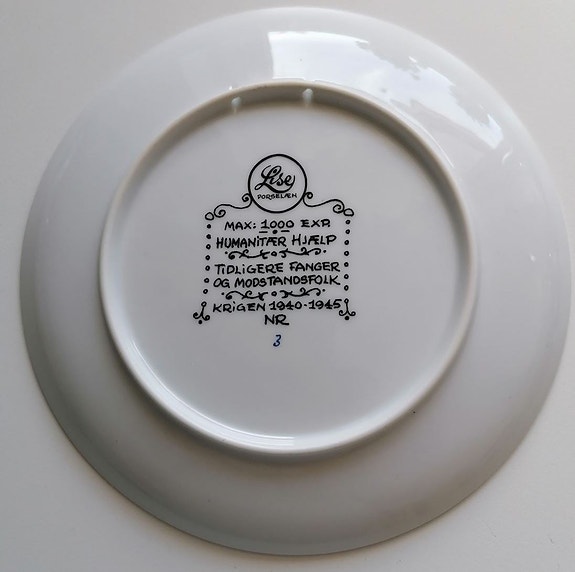 Lise
PORSELÆN
MAX: 1000 EXP.
HUMANITÆR HJÆLP
TIDLIGERE FANGER
OG MODSTANDSFOLK
KRIGEN 1940-1945
NR
3